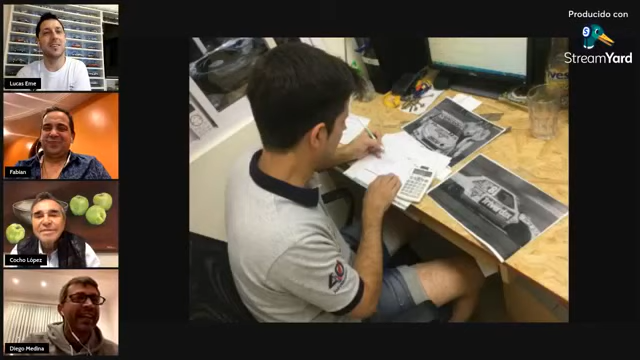 Producido con
StreamYard
Lucas Eme
Fabian
Cocho López
Diego Medina